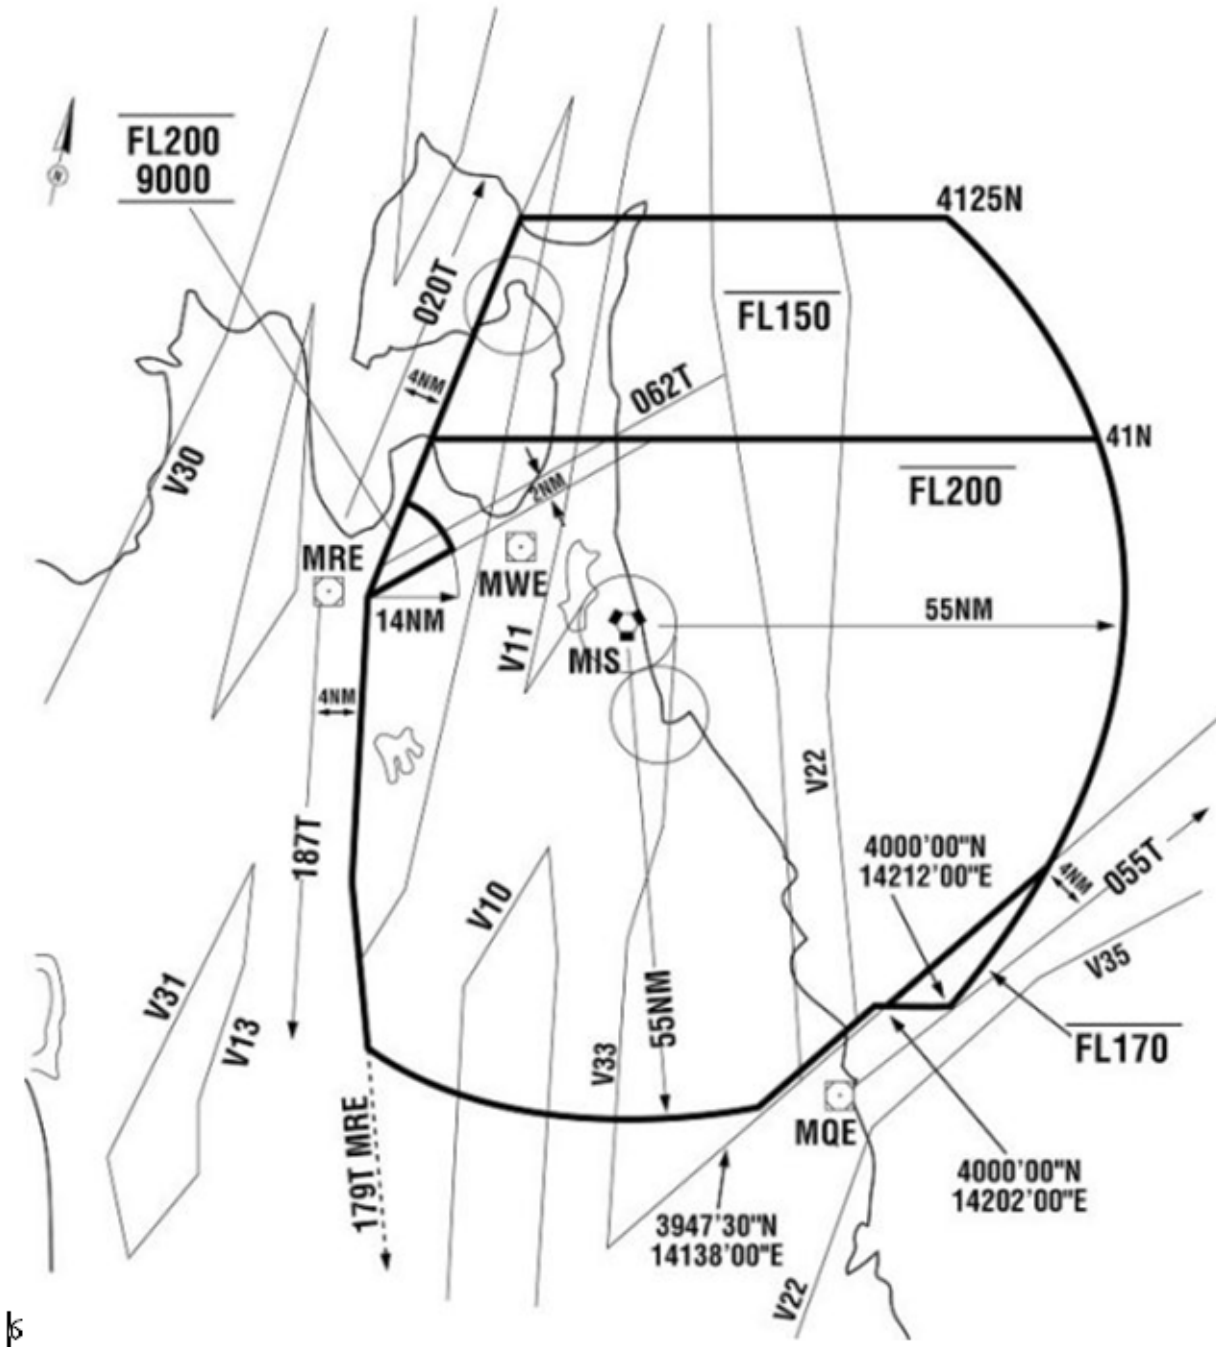 N
FL200
9000
4125N
020T
FL150
4NM
062T
41N
V30
FL200
2NM
MRE
MWE
14NM
55NM
V11
MIS
4NM
V22
187T
4000'00"N
14212'00"E
4NM
055T
V10
V31
V13
55NM
V35
V33
FL170
MQE
179T MRE
4000'00"N
14202'00"E
3947'30"N
14138'00"E
V22